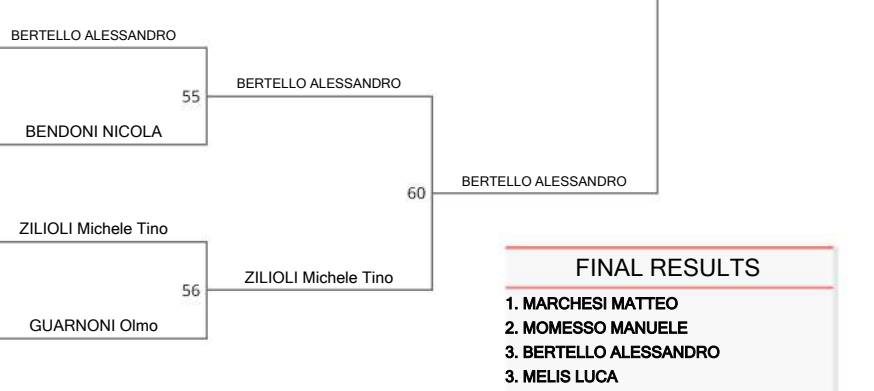 BERTELLO ALESSANDRO
55
BERTELLO ALESSANDRO
BENDONI NICOLA
60
BERTELLO ALESSANDRO
ZILIOLI Michele Tino
56
ZILIOLI Michele Tino
GUARNONI Olmo
FINAL RESULTS
1. MARCHESI MATTEO
2. MOMESSO MANUELE
3. BERTELLO ALESSANDRO
3. MELIS LUCA